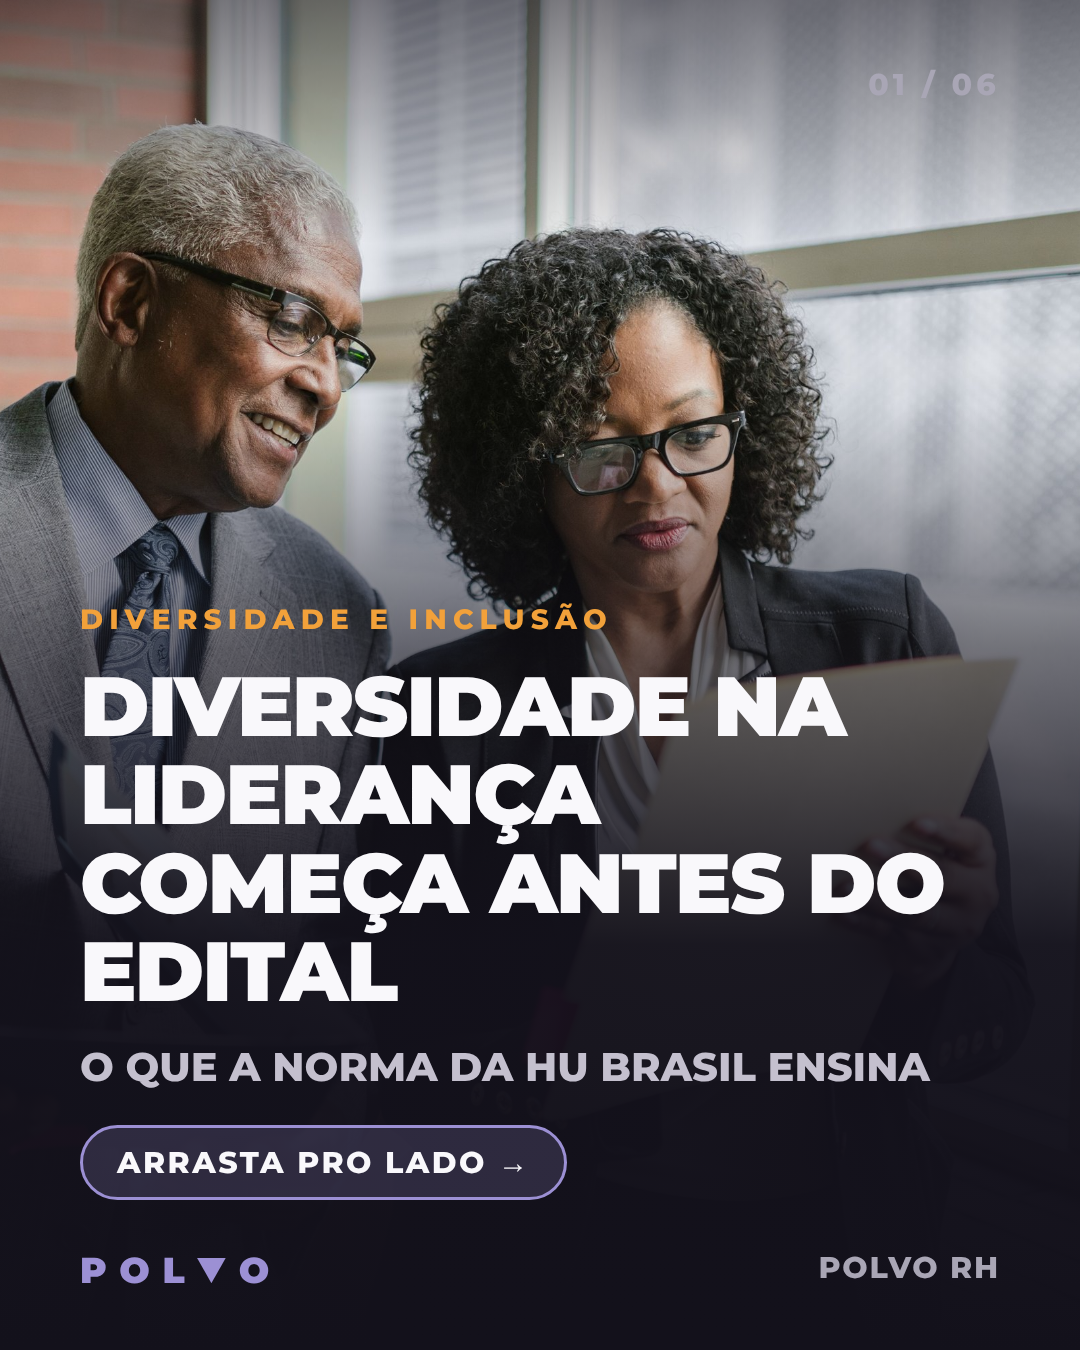 01 / 06
DIVERSIDADE E INCLUSÃO
DIVERSIDADE NA
LIDERANÇA
COMEÇA ANTES DO
EDITAL
O QUE A NORMA DA HU BRASIL ENSINA
ARRASTA PRO LADO →
POLVO
POLVO RH